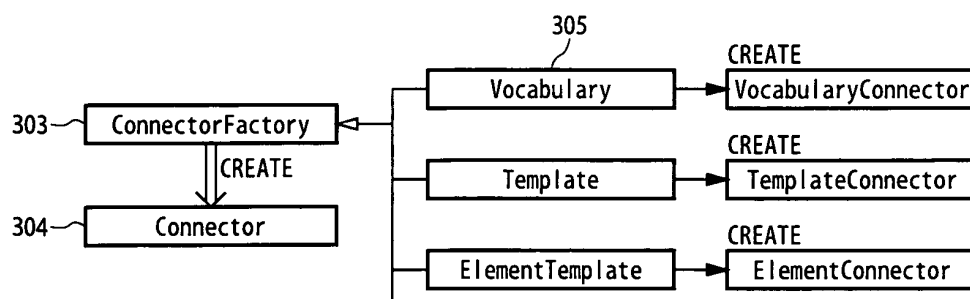 305
CREATE
Vocabulary
VocabularyConnector
303
ConnectorFactory
CREATE
CREATE
Template
TemplateConnector
304
Connector
CREATE
ElementTemplate
ElementConnector